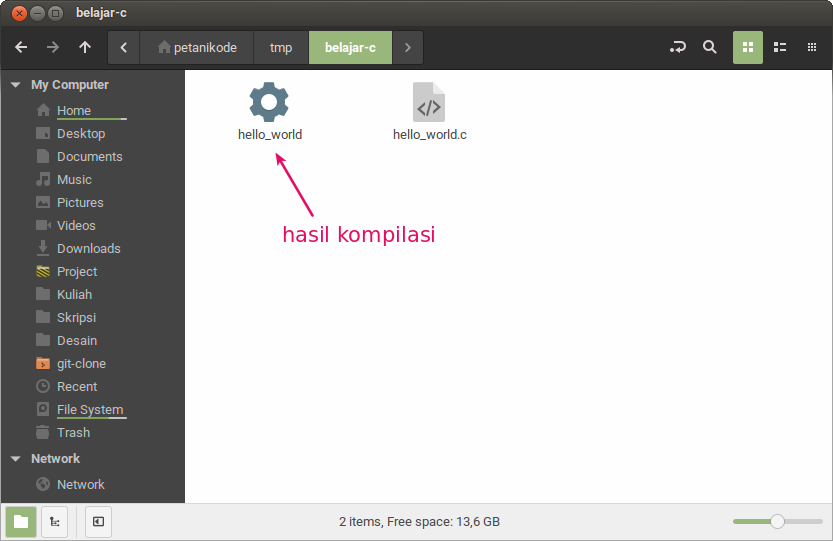 belajar-c
petanikode
tmp
belajar-c
My Computer
Home
Desktop
Documents
Music
Pictures
Videos
Downloads
Project
Kuliah
Skripsi
Desain
git-clone
Recent
File System
Trash
Network
Network
hello_world
hello_world.c
hasil kompilasi
2 items, Free space: 13,6 GB